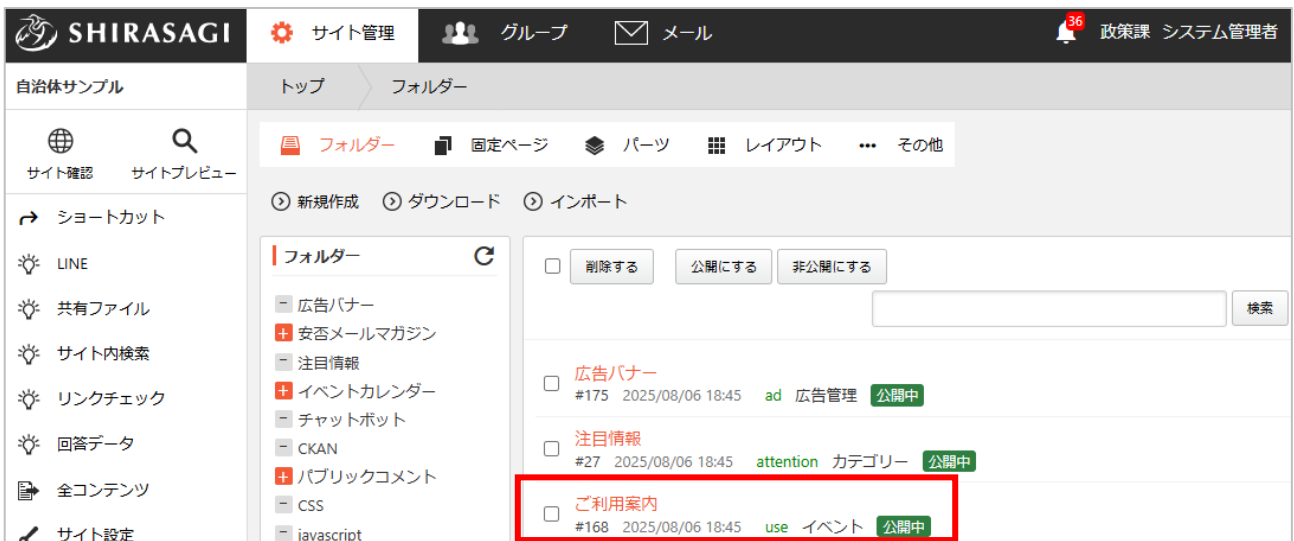 SHIRASAGI サイト管理 グループ メール 36 政策課 システム管理者
自治体サンプル
トップ フォルダー
サイト確認 サイトプレビュー
フォルダー 固定ページ パーツ レイアウト ••• その他
新規作成 ダウンロード インポート
ショートカット
LINE
共有ファイル
サイト内検索
リンクチェック
回答データ
全コンテンツ
サイト設定
フォルダー
広告バナー
安否メールマガジン
注目情報
イベントカレンダー
チャットボット
CKAN
パブリックコメント
CSS
javascript
削除する 公開にする 非公開にする
検索
広告バナー
#175 2025/08/06 18:45 ad 広告管理 公開中
注目情報
#27 2025/08/06 18:45 attention カテゴリー 公開中
ご利用案内
#168 2025/08/06 18:45 use イベント 公開中